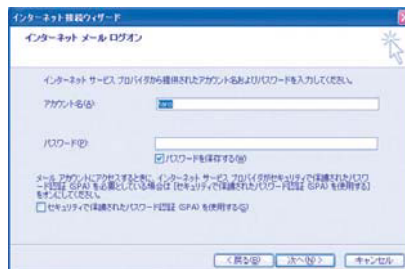 インターネット接続ウィザード
インターネット メール ログオン
インターネット サービス プロバイダから提供されたアカウント名およびパスワードを入力してください。
アカウント名(A):
パスワード(P):
パスワードを保存する(W)
メール アカウントにアクセスするときに、インターネット サービス プロバイダがセキュリティで保護されたパスワ
ード認証 (SPA) を必要としている場合は [セキュリティで保護されたパスワード認証 (SPA) を使用する]
をオンにしてください。
セキュリティで保護されたパスワード認証 (SPA) を使用する(S)
< 戻る(B)
次へ(N) >
キャンセル